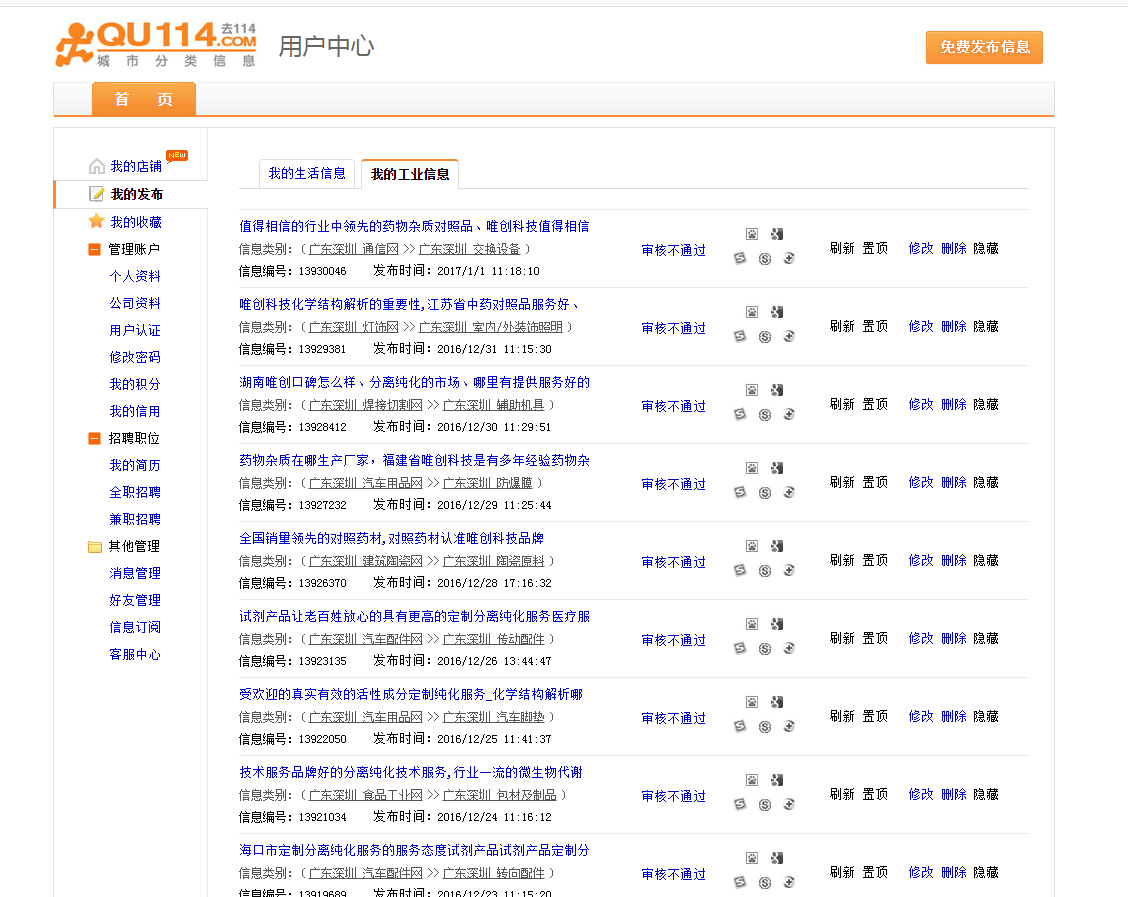 QU114.COM 去114
城市分类信息
用户中心
免费发布信息
首 页
我的店铺 NEW
我的发布
我的收藏
管理账户
个人资料
公司资料
用户认证
修改密码
我的积分
我的信用
招聘职位
我的简历
全职招聘
兼职招聘
其他管理
消息管理
好友管理
信息订阅
客服中心
我的生活信息 我的工业信息
值得相信的行业中领先的药物杂质对照品、唯创科技值得相信
信息类别：（广东深圳 通信网 >> 广东深圳 交换设备 ）
信息编号：13930046 发布时间：2017/1/1 11:18:10
审核不通过 刷新 置顶 修改 删除 隐藏
唯创科技化学结构解析的重要性,江苏省中药对照品服务好、
信息类别：（广东深圳 灯饰网 >> 广东深圳 室内/外装饰照明 ）
信息编号：13929381 发布时间：2016/12/31 11:15:30
审核不通过 刷新 置顶 修改 删除 隐藏
湖南唯创口碑怎么样、分离纯化的市场、哪里有提供服务好的
信息类别：（广东深圳 焊接切割网 >> 广东深圳 辅助机具 ）
信息编号：13928412 发布时间：2016/12/30 11:29:51
审核不通过 刷新 置顶 修改 删除 隐藏
药物杂质在哪生产厂家，福建省唯创科技是有多年经验药物杂
信息类别：（广东深圳 汽车用品网 >> 广东深圳 防爆膜 ）
信息编号：13927232 发布时间：2016/12/29 11:25:44
审核不通过 刷新 置顶 修改 删除 隐藏
全国销量领先的对照药材,对照药材认准唯创科技品牌
信息类别：（广东深圳 建筑陶瓷网 >> 广东深圳 陶瓷原料 ）
信息编号：13926370 发布时间：2016/12/28 17:16:32
审核不通过 刷新 置顶 修改 删除 隐藏
试剂产品让老百姓放心的具有更高的定制分离纯化服务医疗服
信息类别：（广东深圳 汽车配件网 >> 广东深圳 传动配件 ）
信息编号：13923135 发布时间：2016/12/26 13:44:47
审核不通过 刷新 置顶 修改 删除 隐藏
受欢迎的真实有效的活性成分定制纯化服务_化学结构解析哪
信息类别：（广东深圳 汽车用品网 >> 广东深圳 汽车脚垫 ）
信息编号：13922050 发布时间：2016/12/25 11:41:37
审核不通过 刷新 置顶 修改 删除 隐藏
技术服务品牌好的分离纯化技术服务,行业一流的微生物代谢
信息类别：（广东深圳 食品工业网 >> 广东深圳 包材及制品 ）
信息编号：13921034 发布时间：2016/12/24 11:16:12
审核不通过 刷新 置顶 修改 删除 隐藏
海口市定制分离纯化服务的服务态度试剂产品试剂产品定制分
信息类别：（广东深圳 汽车配件网 >> 广东深圳 转向配件 ）
信息编号：13919689 发布时间：2016/12/23 11:15:20
审核不通过 刷新 置顶 修改 删除 隐藏